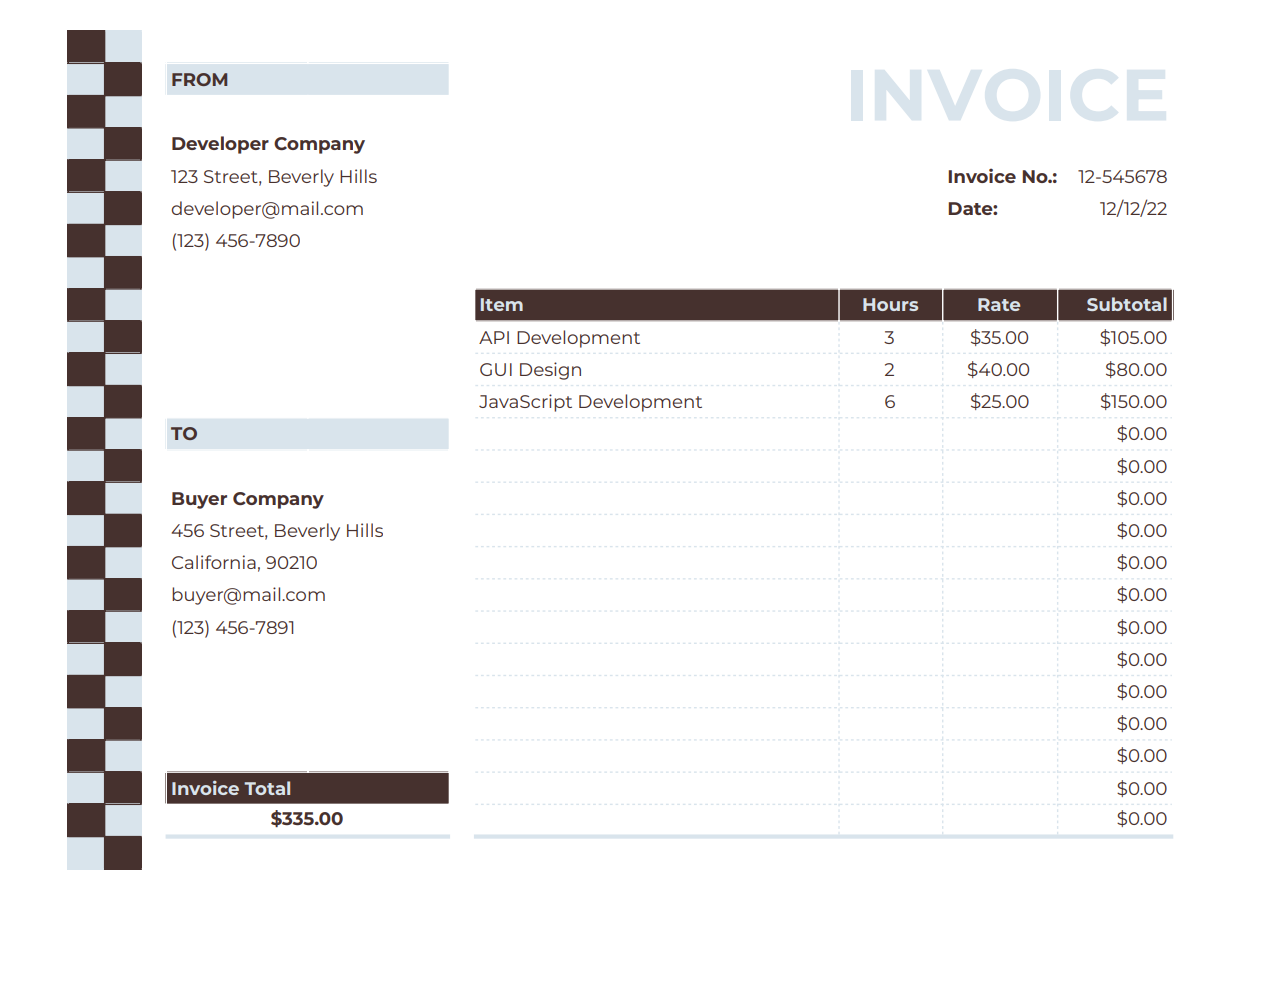 FROM
INVOICE
Developer Company
123 Street, Beverly Hills
Invoice No.: 12-545678
developer@mail.com
Date: 12/12/22
(123) 456-7890
Item Hours Rate Subtotal
API Development 3 $35.00 $105.00
GUI Design 2 $40.00 $80.00
JavaScript Development 6 $25.00 $150.00
TO
$0.00
$0.00
Buyer Company
$0.00
456 Street, Beverly Hills
$0.00
California, 90210
$0.00
buyer@mail.com
$0.00
(123) 456-7891
$0.00
$0.00
$0.00
$0.00
$0.00
Invoice Total
$0.00
$335.00
$0.00